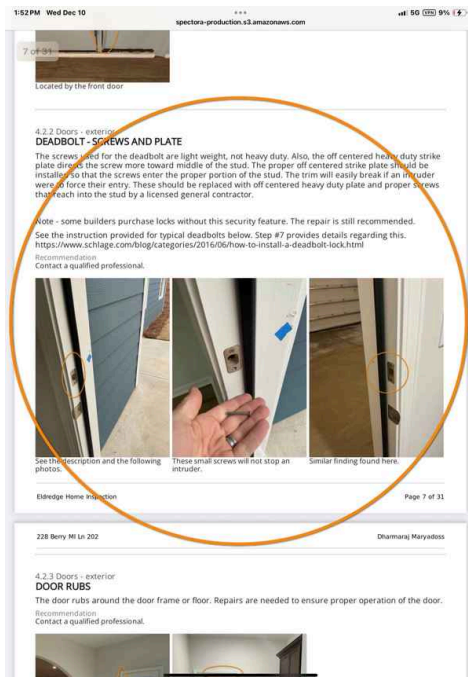 1:52 PM Wed Dec 10
5G VPN 9%
spectora-production.s3.amazonaws.com
7 of 31
Located by the front door
4.2.2 Doors - exterior
DEADBOLT - SCREWS AND PLATE
The screws used for the deadbolt are light weight, not heavy duty. Also, the off centered heavy duty strike
plate directs the screw more toward middle of the stud. The proper off centered strike plate should be
installed so that the screws enter the proper portion of the stud. The trim will easily break if an intruder
were to force their entry. These should be replaced with off centered heavy duty plate and proper screws
that reach into the stud by a licensed general contractor.
Note - some builders purchase locks without this security feature. The repair is still recommended.
See the instruction provided for typical deadbolts below. Step #7 provides details regarding this.
https://www.schlage.com/blog/categories/2016/06/how-to-install-a-deadbolt-lock.html
Recommendation
Contact a qualified professional.
See the description and the following
photos.
These small screws will not stop an
intruder.
Similar finding found here.
Eldredge Home Inspection
Page 7 of 31
228 Berry MI Ln 202
Dharmaraj Maryadoss
4.2.3 Doors - exterior
DOOR RUBS
The door rubs around the door frame or floor. Repairs are needed to ensure proper operation of the door.
Recommendation
Contact a qualified professional.